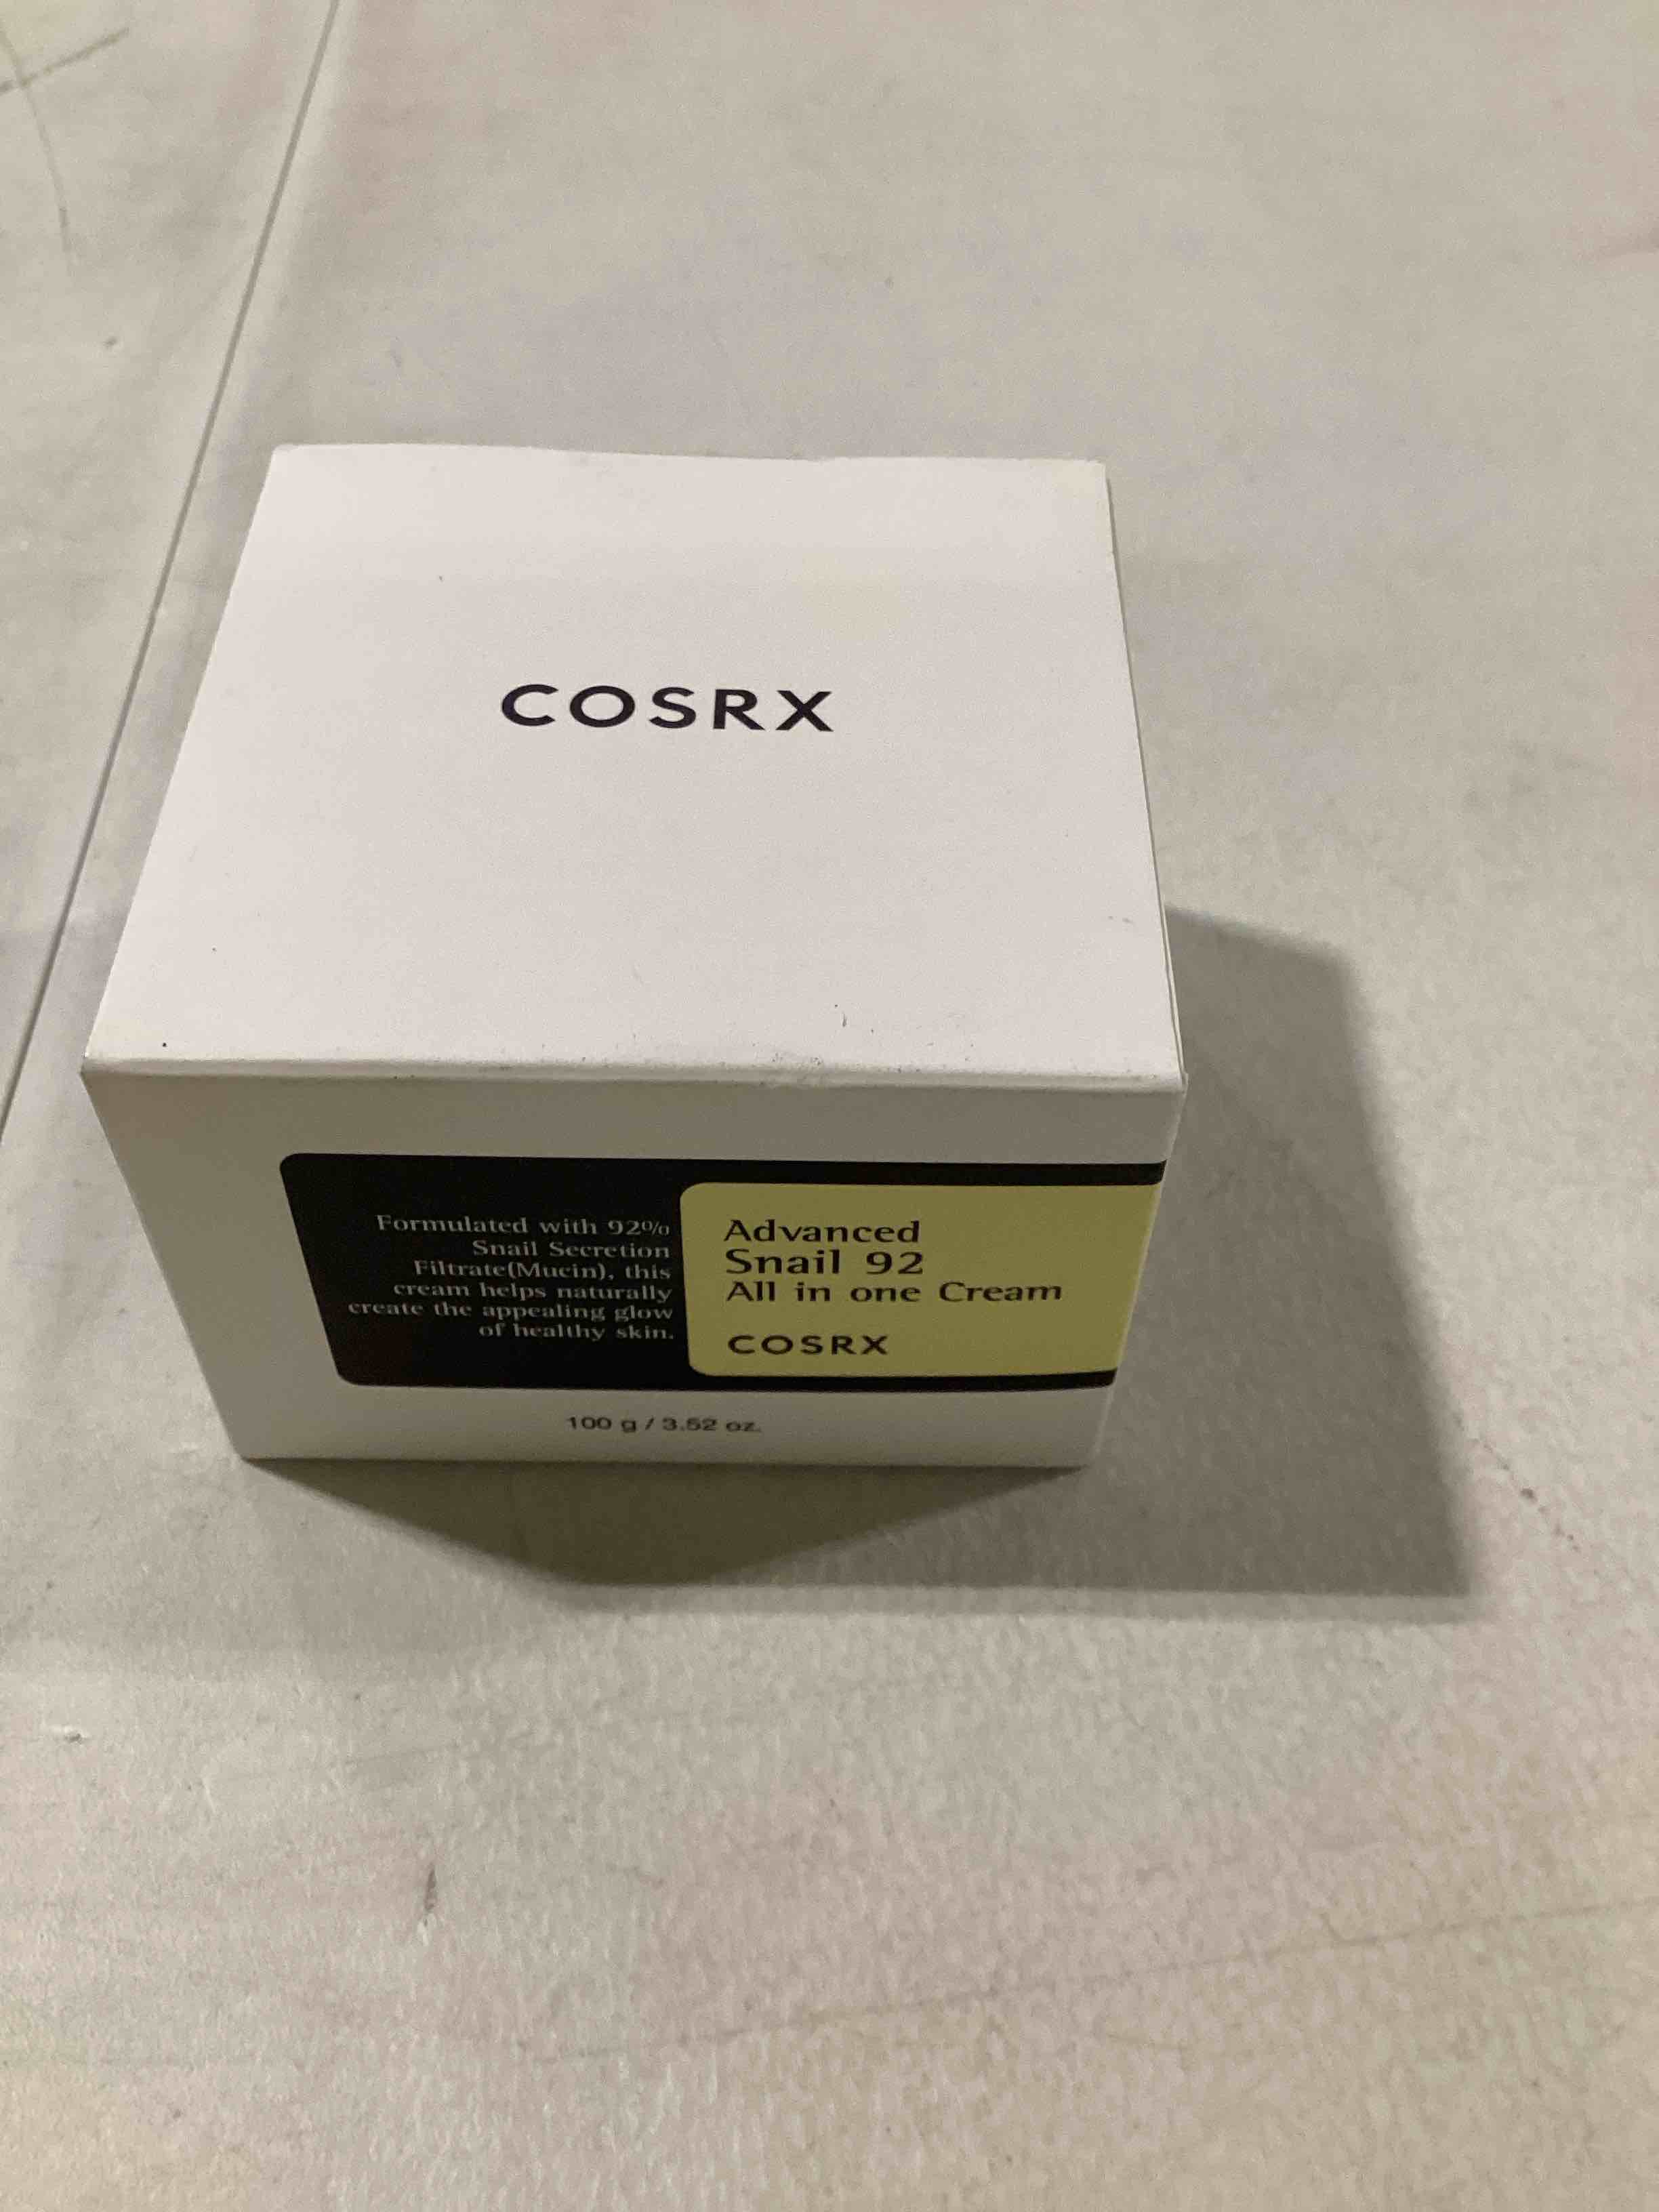 COSRX
Formulated with 92%
Snail Secretion
Filtrate(Mucin), this
cream helps naturally
create the appealing glow
of healthy skin.
Advanced
Snail 92
All in one Cream
COSRX
100 g / 3.52 oz.